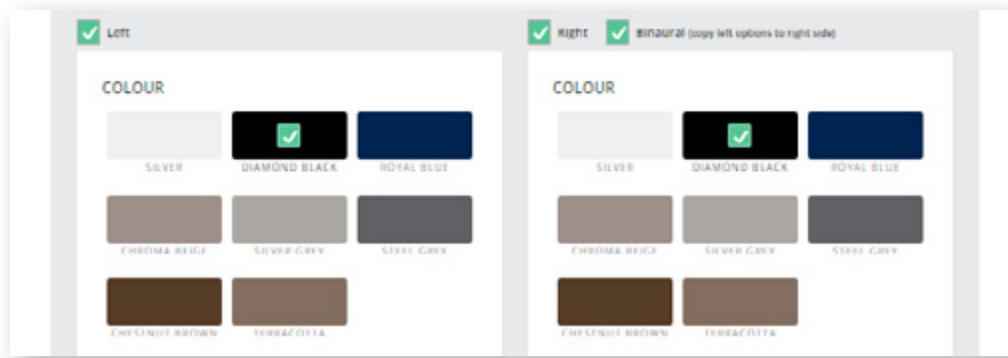 Left
COLOUR
SILVER DIAMOND BLACK ROYAL BLUE
CHROMA BEIGE SILVER GREY STEEL GREY
CHESTNUT BROWN TERRACOTTA
Right Binaural (copy left options to right side)
COLOUR
SILVER DIAMOND BLACK ROYAL BLUE
CHROMA BEIGE SILVER GREY STEEL GREY
CHESTNUT BROWN TERRACOTTA